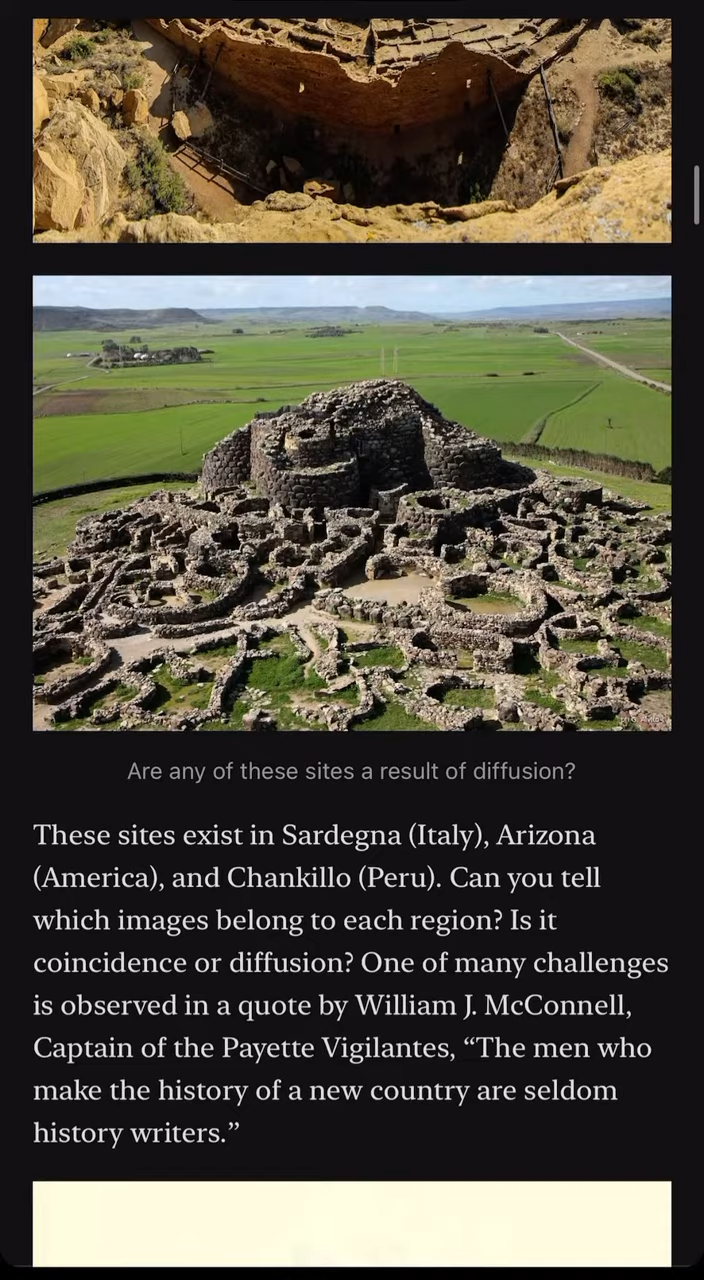 Are any of these sites a result of diffusion?
These sites exist in Sardegna (Italy), Arizona
(America), and Chankillo (Peru). Can you tell
which images belong to each region? Is it
coincidence or diffusion? One of many challenges
is observed in a quote by William J. McConnell,
Captain of the Payette Vigilantes, “The men who
make the history of a new country are seldom
history writers.”